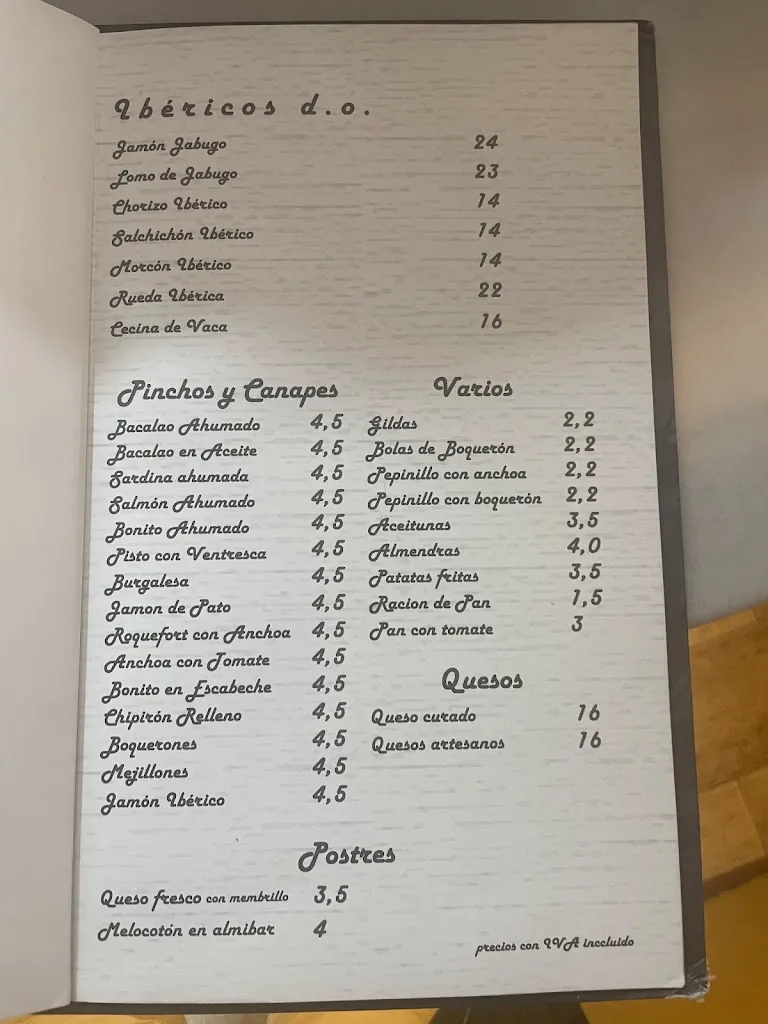 Ibéricos d.o.
Jamón Jabugo 24
Lomo de Jabugo 23
Chorizo Ibérico 14
Salchichón Ibérico 14
Morcón Ibérico 14
Rueda Ibérica 22
Cecina de Vaca 16
Pinchos y Canapes
Bacalao Ahumado 4,5
Bacalao en Aceite 4,5
Sardina ahumada 4,5
Salmón Ahumado 4,5
Bonito Ahumado 4,5
Pisto con Ventresca 4,5
Burgalesa 4,5
Jamon de Pato 4,5
Roquefort con Anchoa 4,5
Anchoa con Tomate 4,5
Bonito en Escabeche 4,5
Chipirón Relleno 4,5
Boquerones 4,5
Mejillones 4,5
Jamón Ibérico 4,5
Varios
Gildas 2,2
Bolas de Boquerón 2,2
Pepinillo con anchoa 2,2
Pepinillo con boquerón 2,2
Aceitunas 3,5
Almendras 4,0
Patatas fritas 3,5
Racion de Pan 1,5
Pan con tomate 3
Quesos
Queso curado 16
Quesos artesanos 16
Postres
Queso fresco con membrillo 3,5
Melocotón en almibar 4
precios con IVA inccluido